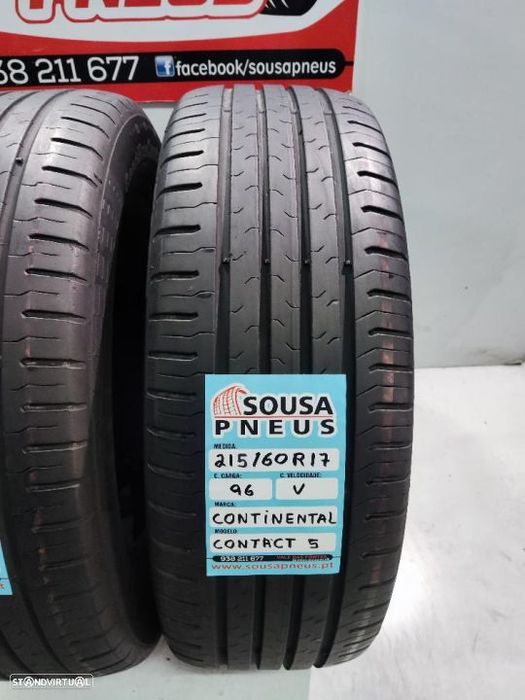 PNEUS
938 211 677 facebook/sousapneus
SOUSA
PNEUS
MEDIDA:
215/60R17
C. CARGA: C. VELOCIDADE:
96 V
MARCA:
CONTINENTAL
MODELO:
CONTACT 5
938 211 677
www.sousapneus.pt
STANDVIRTUAL